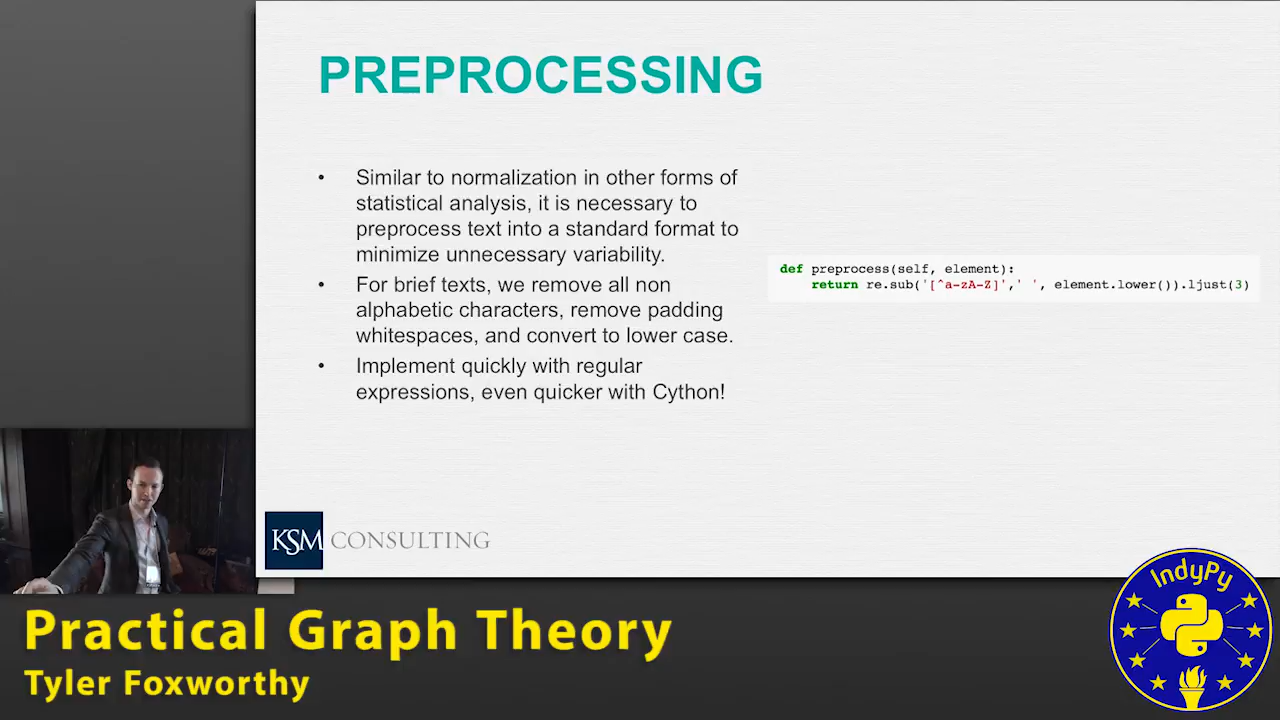 PREPROCESSING
• Similar to normalization in other forms of
statistical analysis, it is necessary to
preprocess text into a standard format to
minimize unnecessary variability.
• For brief texts, we remove all non
alphabetic characters, remove padding
whitespaces, and convert to lower case.
• Implement quickly with regular
expressions, even quicker with Cython!
def preprocess(self, element):
    return re.sub('[^a-zA-Z]',' ', element.lower()).ljust(3)
KSM CONSULTING
Practical Graph Theory
Tyler Foxworthy
IndyPy